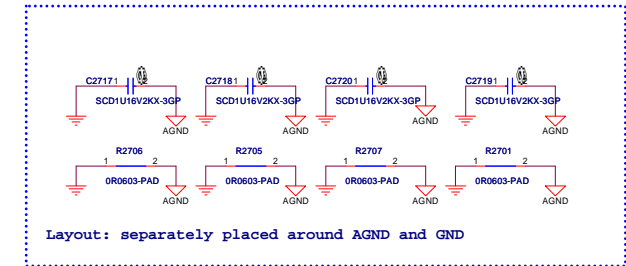 C2717 1 2 C2718 1 2 C2720 1 2 C2719 1 2
SCD1U16V2KX-3GP SCD1U16V2KX-3GP SCD1U16V2KX-3GP SCD1U16V2KX-3GP
AGND AGND AGND AGND
R2706 R2705 R2707 R2701
1 2 1 2 1 2 1 2
0R0603-PAD 0R0603-PAD 0R0603-PAD 0R0603-PAD
AGND AGND AGND AGND
Layout: separately placed around AGND and GND